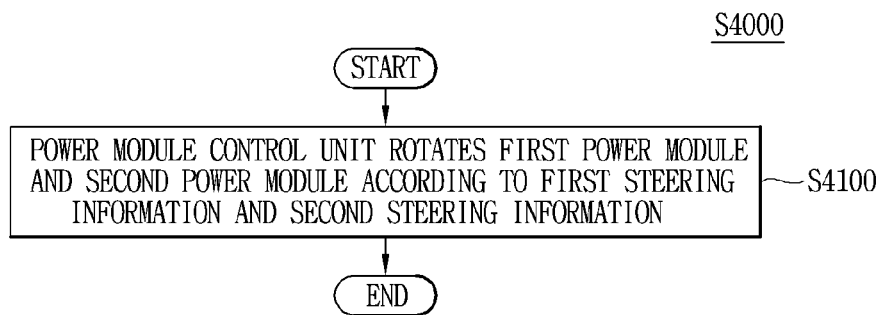 S4000
START
POWER MODULE CONTROL UNIT ROTATES FIRST POWER MODULE
AND SECOND POWER MODULE ACCORDING TO FIRST STEERING
INFORMATION AND SECOND STEERING INFORMATION
S4100
END